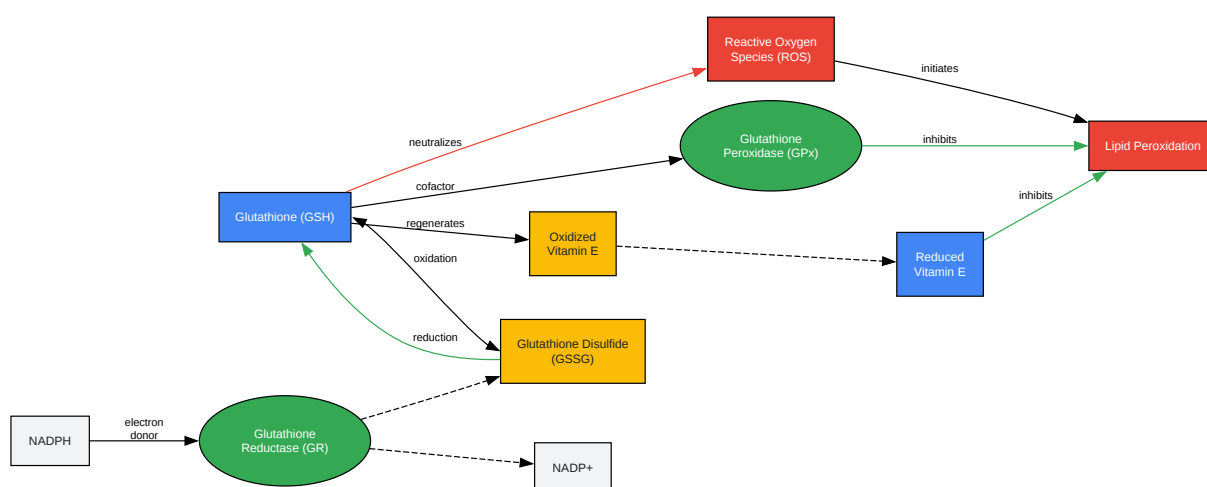 Reactive Oxygen
Species (ROS)
initiates
Glutathione
Peroxidase (GPx)
inhibits
Lipid Peroxidation
neutralizes
cofactor
Glutathione (GSH)
regenerates
Oxidized
Vitamin E
inhibits
Reduced
Vitamin E
oxidation
reduction
Glutathione Disulfide
(GSSG)
NADPH
electron
donor
Glutathione
Reductase (GR)
NADP+